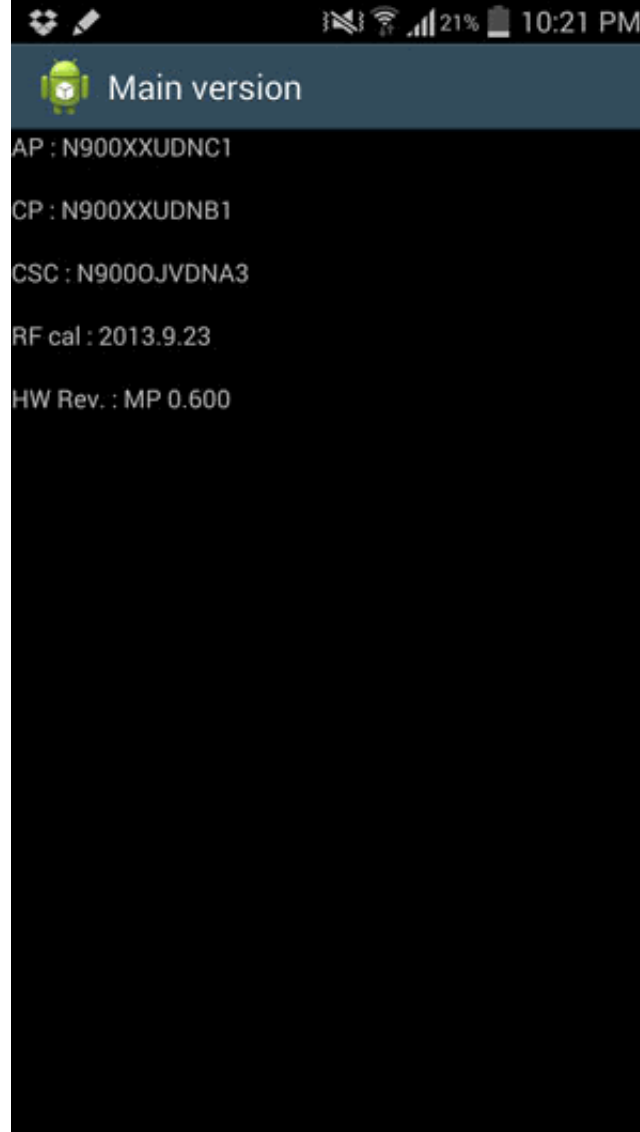 21% 10:21 PM
Main version
AP : N900XXUDNC1
CP : N900XXUDNB1
CSC : N900OJVDNA3
RF cal : 2013.9.23
HW Rev. : MP 0.600